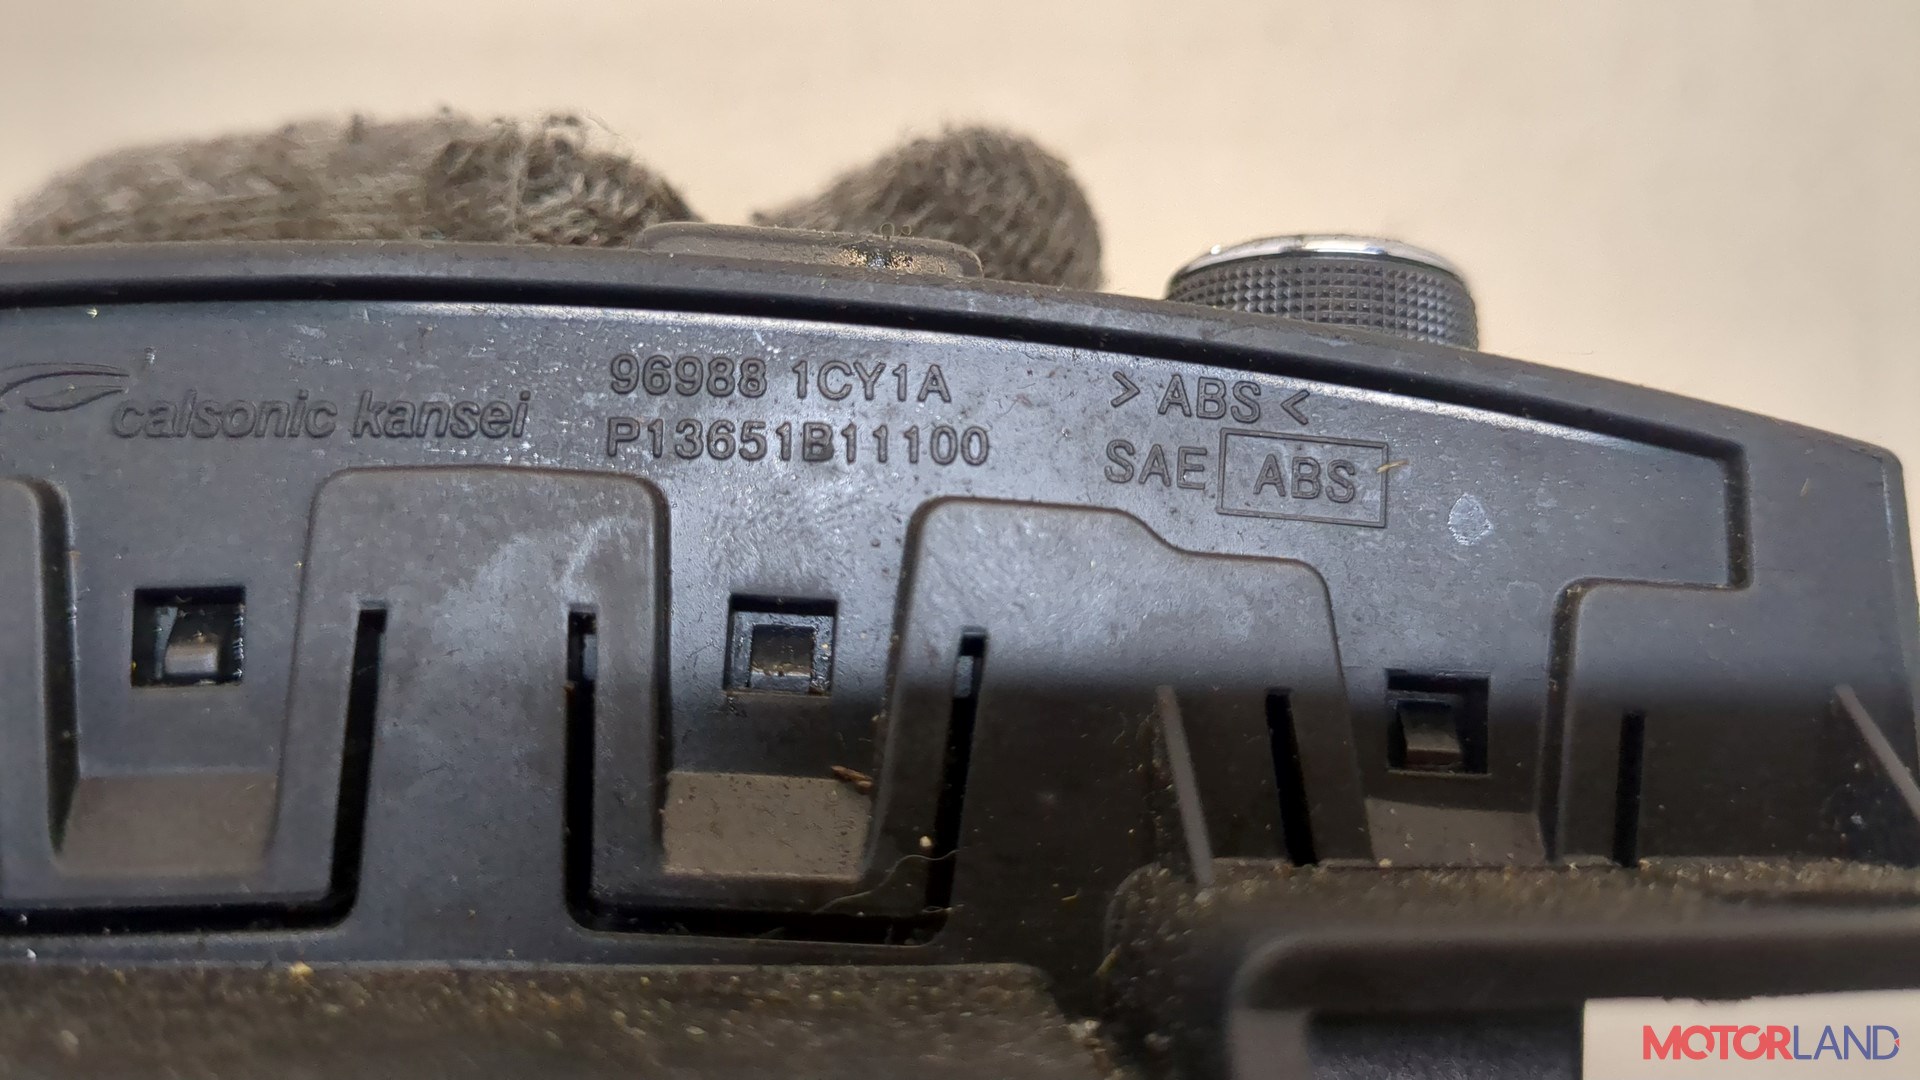 calsonic kansei
96988 1CY1A
P13651B11100
> ABS <
SAE ABS
MOTORLAND